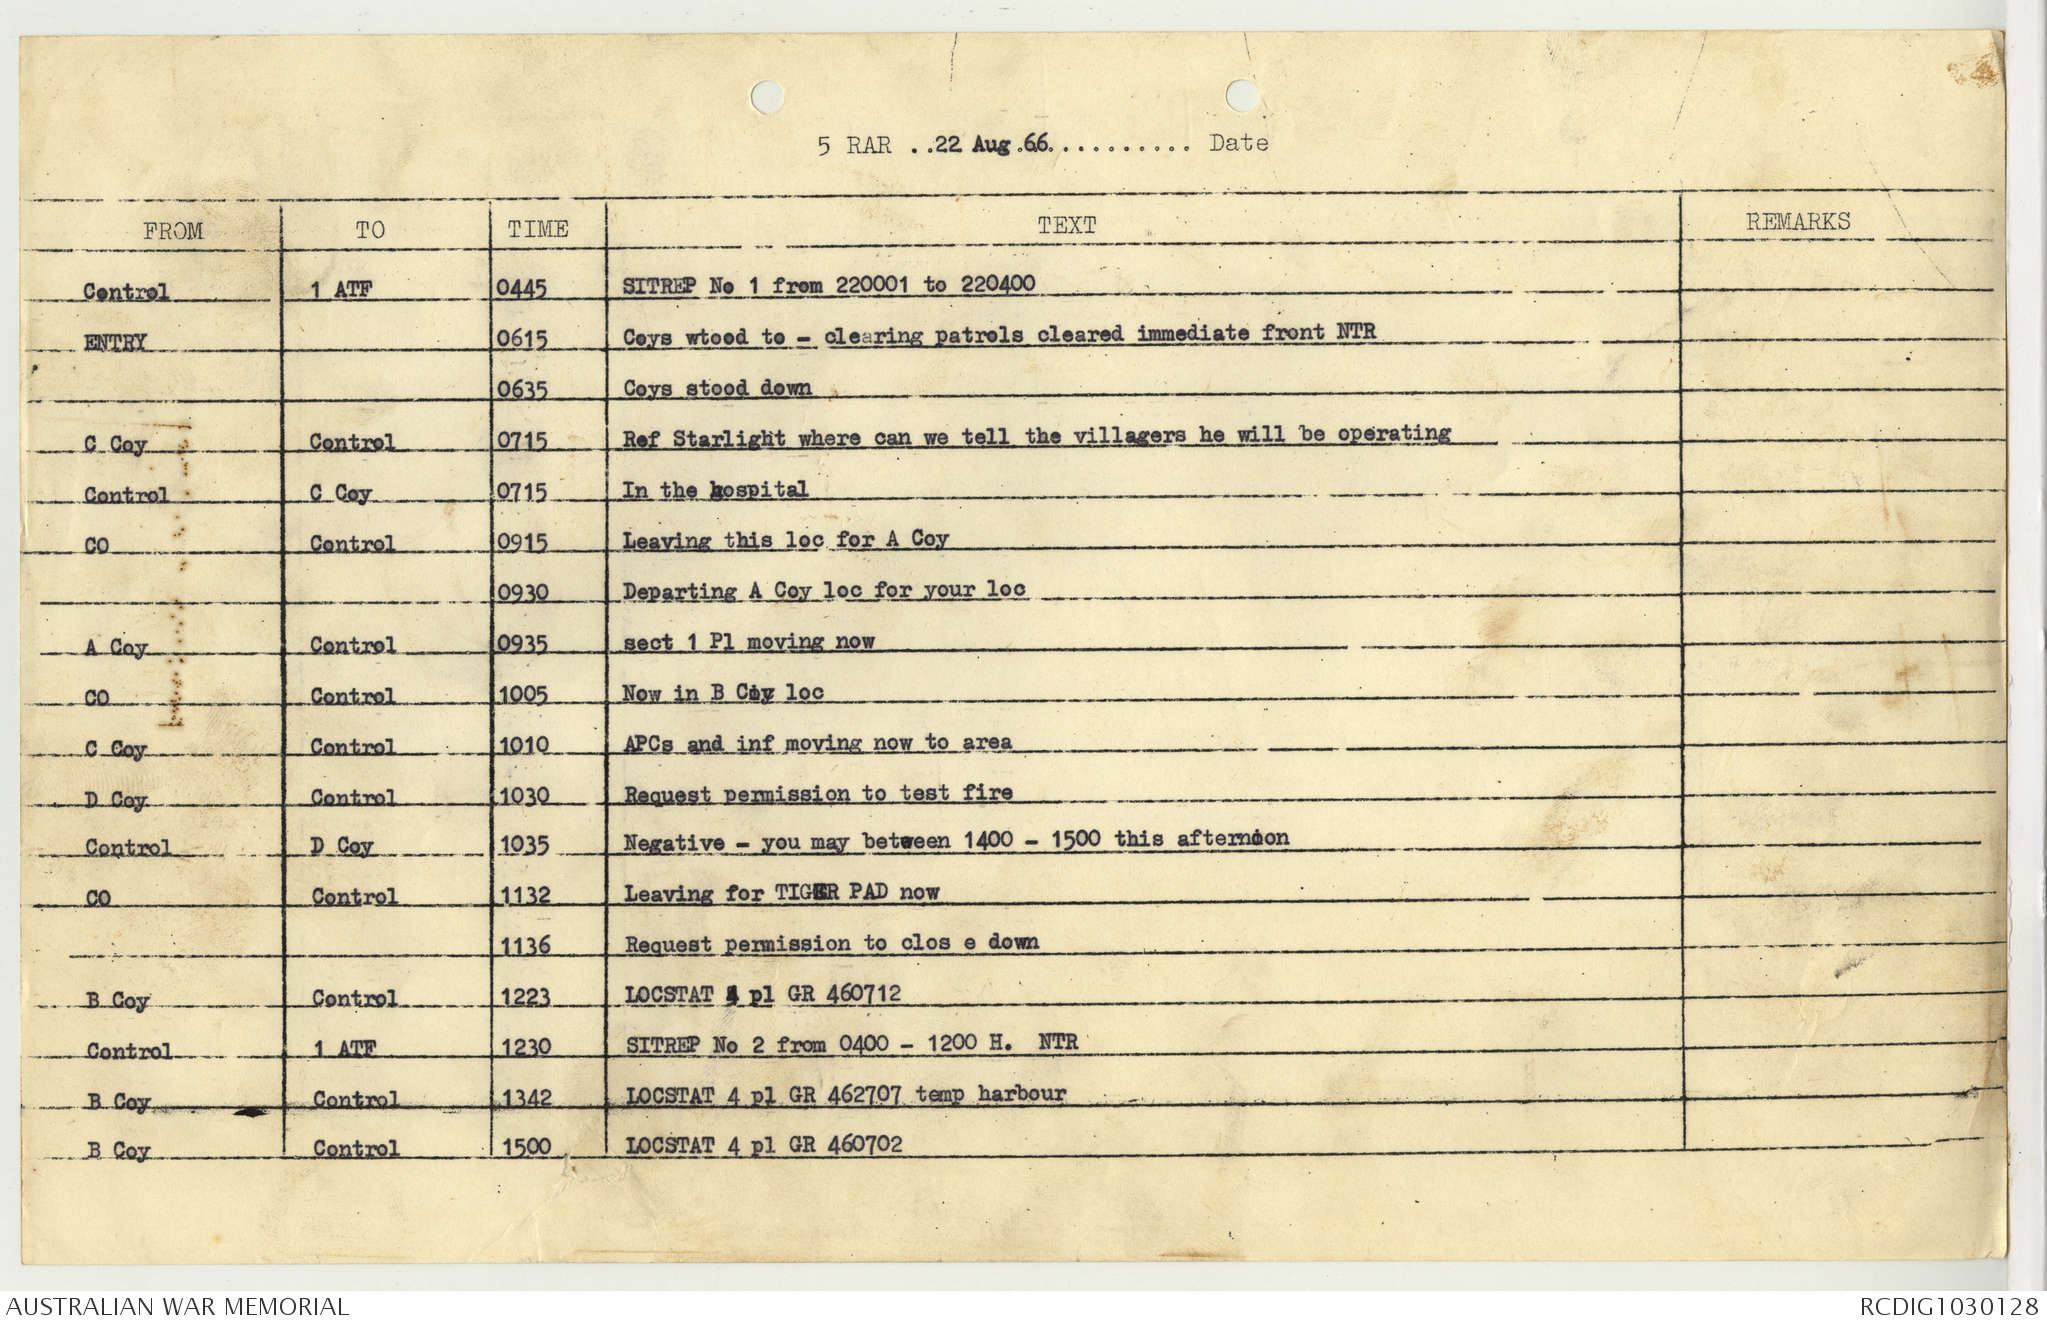 5 RAR ..22 Aug.66........... Date
FROM TO TIME TEXT REMARKS
Control 1 ATF 0445 SITREP No 1 from 220001 to 220400
ENTRY 0615 Coys wtood to - clearing patrols cleared immediate front NTR
0635 Coys stood down
C Coy Control 0715 Ref Starlight where can we tell the villagers he will be operating
Control C Coy 0715 In the hospital
CO Control 0915 Leaving this loc for A Coy
0930 Departing A Coy loc for your loc
A Coy Control 0935 sect 1 Pl moving now
CO Control 1005 Now in B Coy loc
C Coy Control 1010 APCs and inf moving now to area
D Coy Control 1030 Request permission to test fire
Control D Coy 1035 Negative - you may between 1400 - 1500 this afternoon
CO Control 1132 Leaving for TIGER PAD now
1136 Request permission to clos e down
B Coy Control 1223 LOCSTAT 4 pl GR 460712
Control 1 ATF 1230 SITREP No 2 from 0400 - 1200 H. NTR
B Coy Control 1342 LOCSTAT 4 pl GR 462707 temp harbour
B Coy Control 1500 LOCSTAT 4 pl GR 460702
AUSTRALIAN WAR MEMORIAL RCDIG1030128